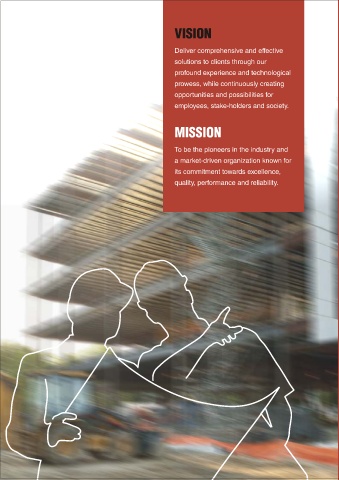 VISION
Deliver comprehensive and effective
solutions to clients through our
profound experience and technological
prowess, while continuously creating
opportunities and possibilities for
employees, stake-holders and society.
MISSION
To be the pioneers in the industry and
a market-driven organization known for
its commitment towards excellence,
quality, performance and reliability.